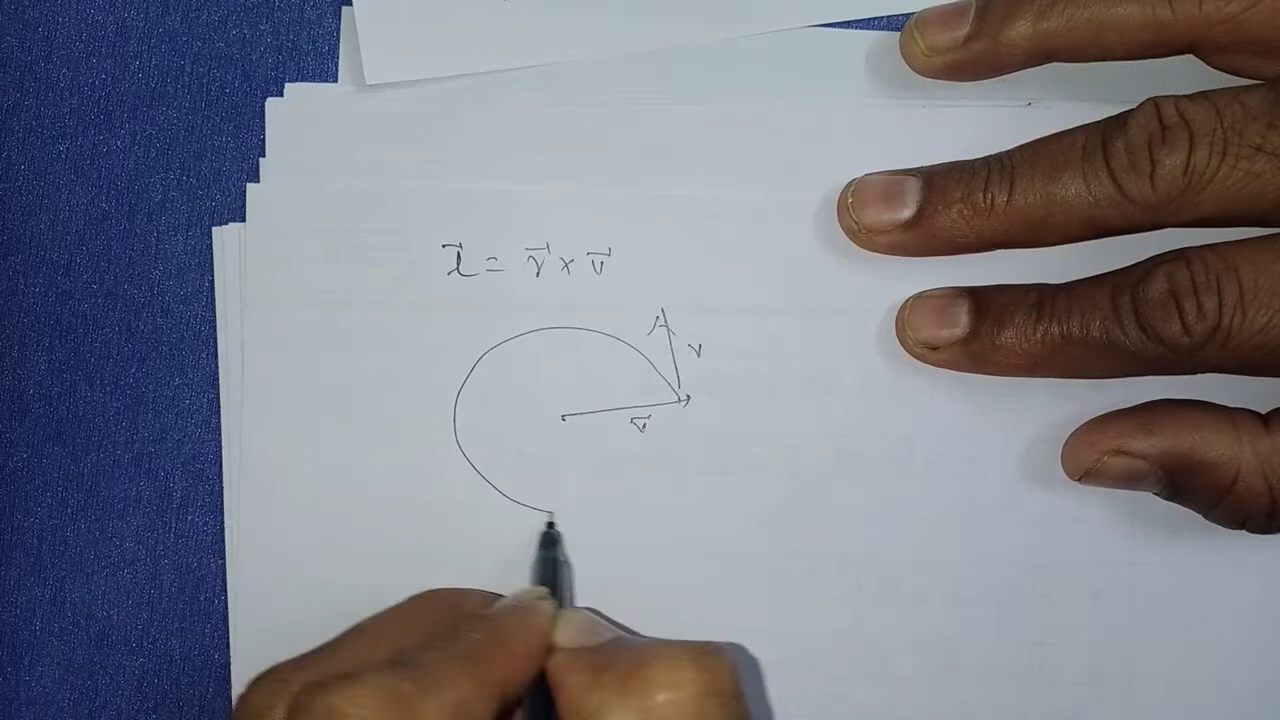 l⃗ = r⃗ × v⃗
v
r⃗